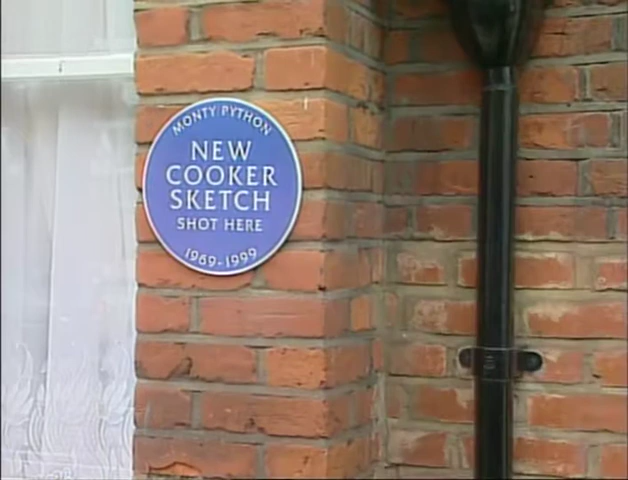 MONTY PYTHON
NEW
COOKER
SKETCH
SHOT HERE
1969-1999